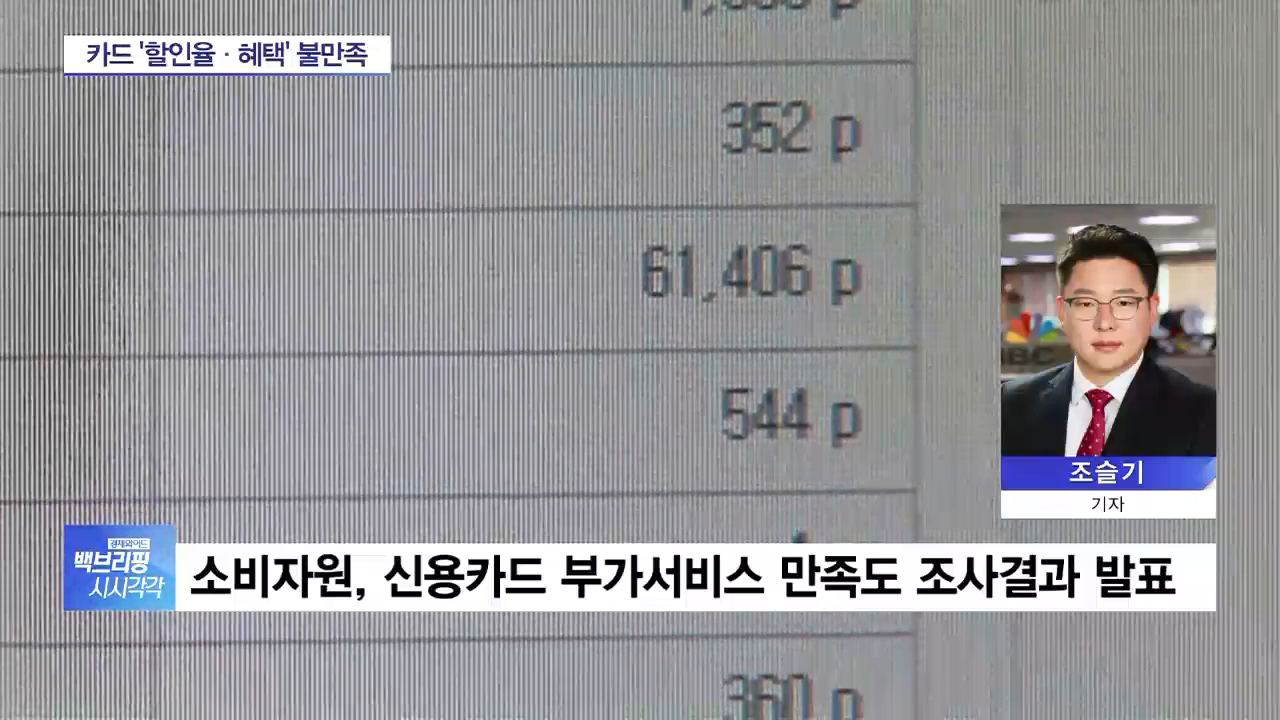 카드 '할인율·혜택' 불만족
352 p
61,406 p
544 p
조슬기
기자
경제와이드
백브리핑
시시각각
소비자원, 신용카드 부가서비스 만족도 조사결과 발표
360 p